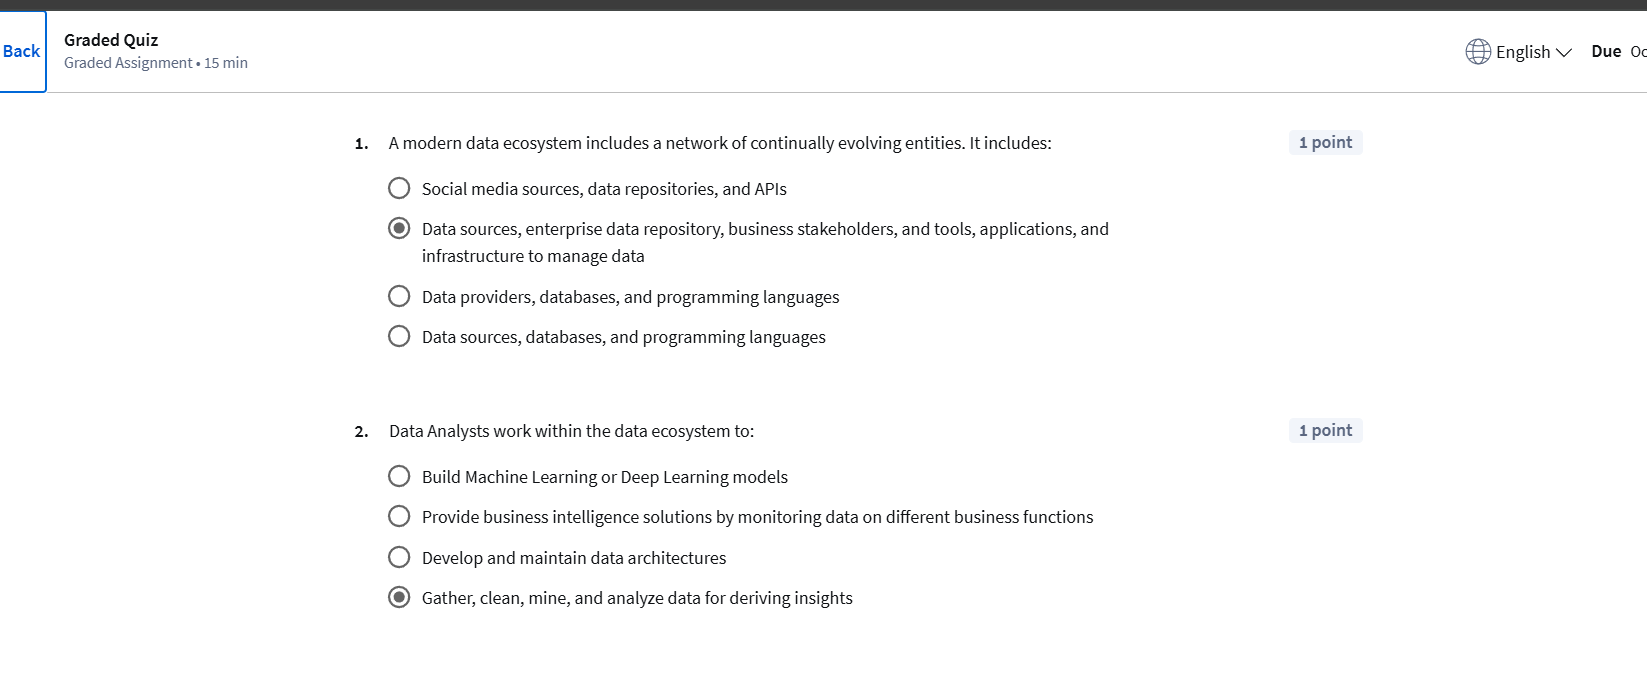 Back
Graded Quiz
Graded Assignment • 15 min
English
Due
1. A modern data ecosystem includes a network of continually evolving entities. It includes:
1 point
Social media sources, data repositories, and APIs
Data sources, enterprise data repository, business stakeholders, and tools, applications, and
infrastructure to manage data
Data providers, databases, and programming languages
Data sources, databases, and programming languages
2. Data Analysts work within the data ecosystem to:
1 point
Build Machine Learning or Deep Learning models
Provide business intelligence solutions by monitoring data on different business functions
Develop and maintain data architectures
Gather, clean, mine, and analyze data for deriving insights